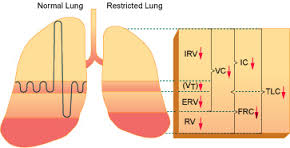 Normal Lung
Restricted Lung
IRV
IC
VC
(VT)
TLC
ERV
FRC
RV